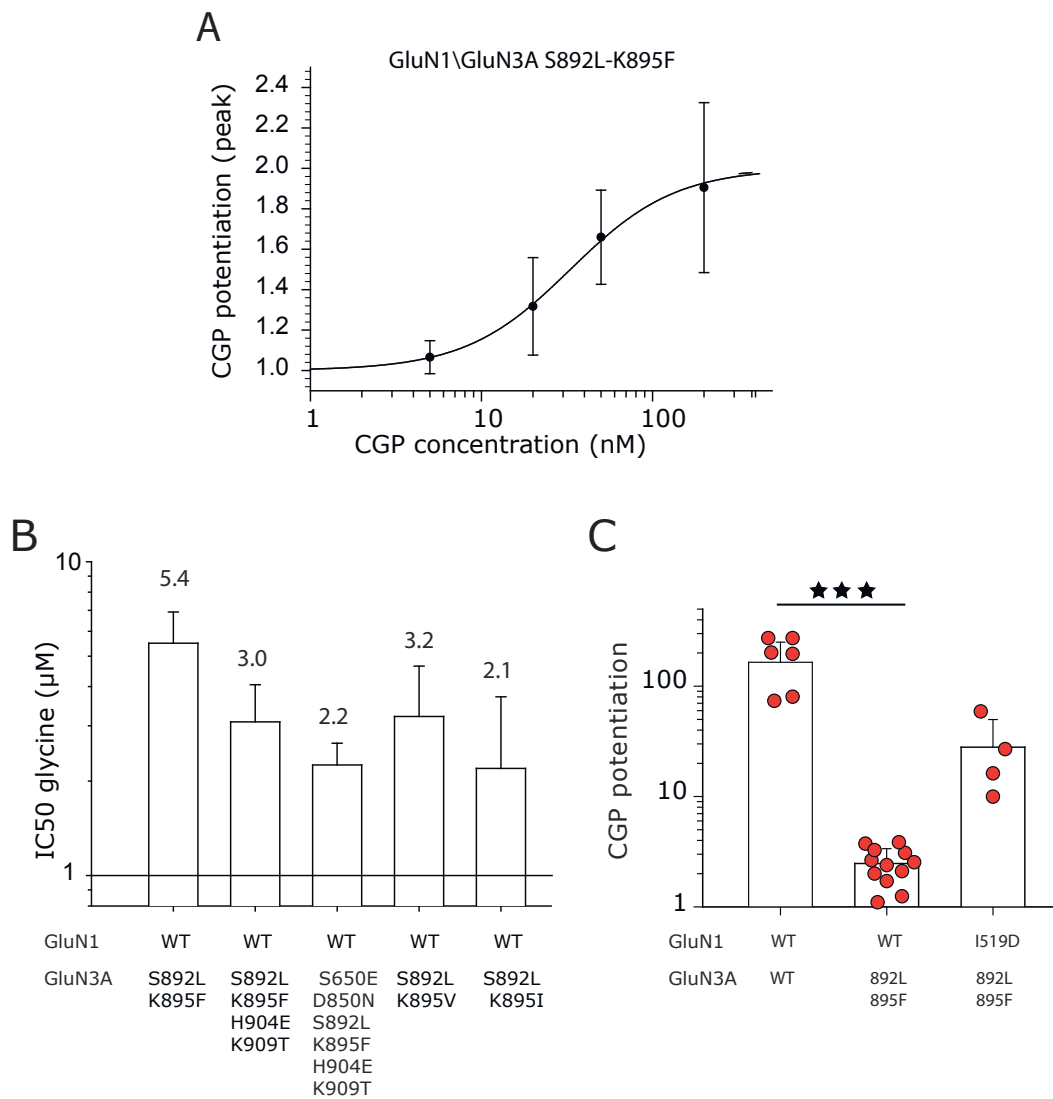 A
GluN1\GluN3A S892L-K895F
CGP potentiation (peak)
2.4
2.2
2.0
1.8
1.6
1.4
1.2
1.0
1 10 100
CGP concentration (nM)
B
IC50 glycine (µM)
10
1
5.4
3.0
2.2
3.2
2.1
GluN1 WT WT WT WT WT
GluN3A S892L S892L S650E S892L S892L
K895F K895F D850N K895V K895I
H904E S892L
K909T K895F
H904E
K909T
C
★★★
CGP potentiation
100
10
1
GluN1 WT WT I519D
GluN3A WT 892L 892L
895F 895F